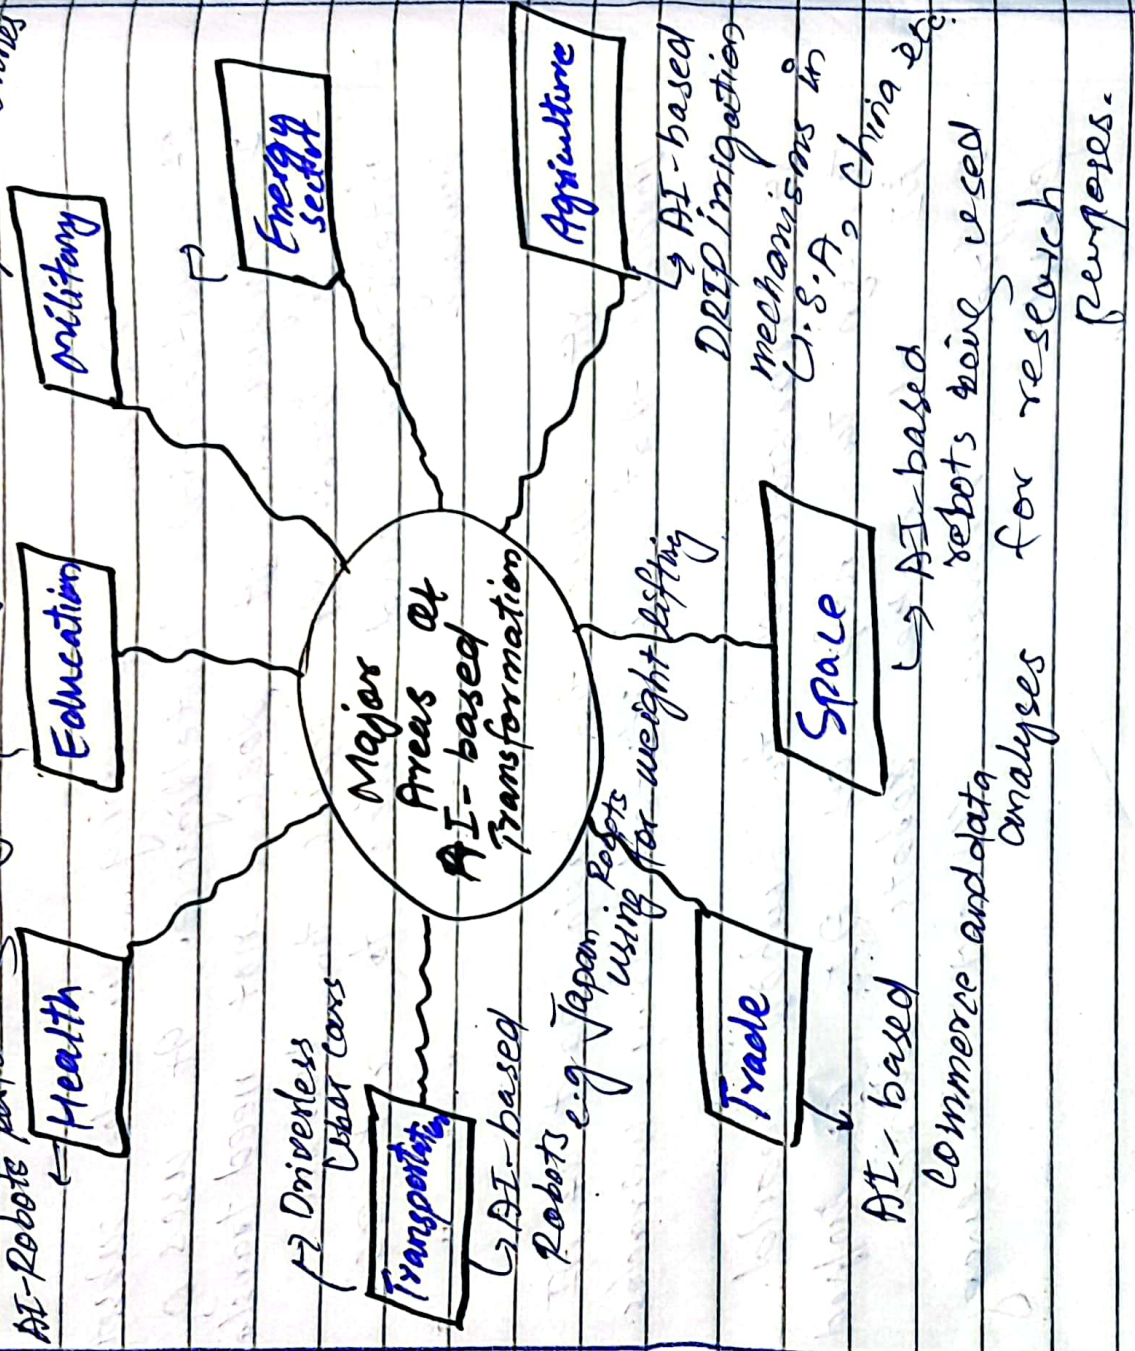 AI-Robots
Health
Education
military
Energy
sector
Agriculture
→ AI-based
DRIP irrigation
mechanisms in
U.S.A, China etc.
Major
Areas of
AI-based
Transformation
→ Driverless
Uber Cars
Transportation
→ AI-based
Robots e.g Japan
using Robots
for weight lifting
Trade
AI-based
Commerce and data
analyses
Space
→ AI-based
robots being used
for research
purposes.